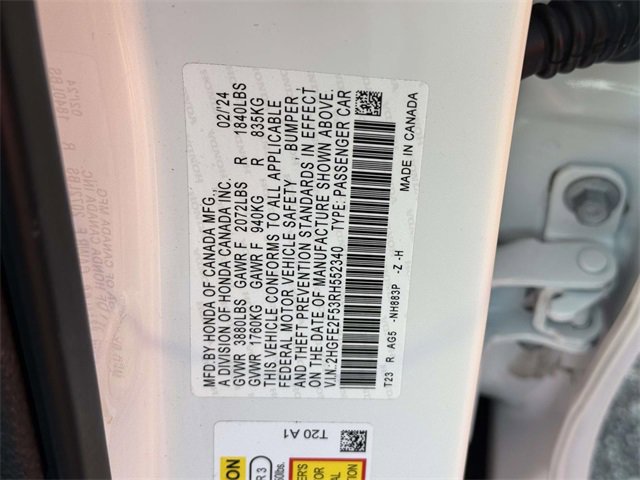 MFD.BY HONDA OF CANADA MFG., 02/24
A DIVISION OF HONDA CANADA INC.
GVWR 3880LBS GAWR F 2072LBS R 1840LBS
GVWR 1760KG GAWR F 940KG R 835KG
THIS VEHICLE CONFORMS TO ALL APPLICABLE
FEDERAL MOTOR VEHICLE SAFETY , BUMPER ,
AND THEFT PREVENTION STANDARDS IN EFFECT
ON THE DATE OF MANUFACTURE SHOWN ABOVE.
V.I.N.:2HGFE2F53RH552340 TYPE: PASSENGER CAR
T23 R AG5 -NH883P -Z -H
MADE IN CANADA
T20 A1